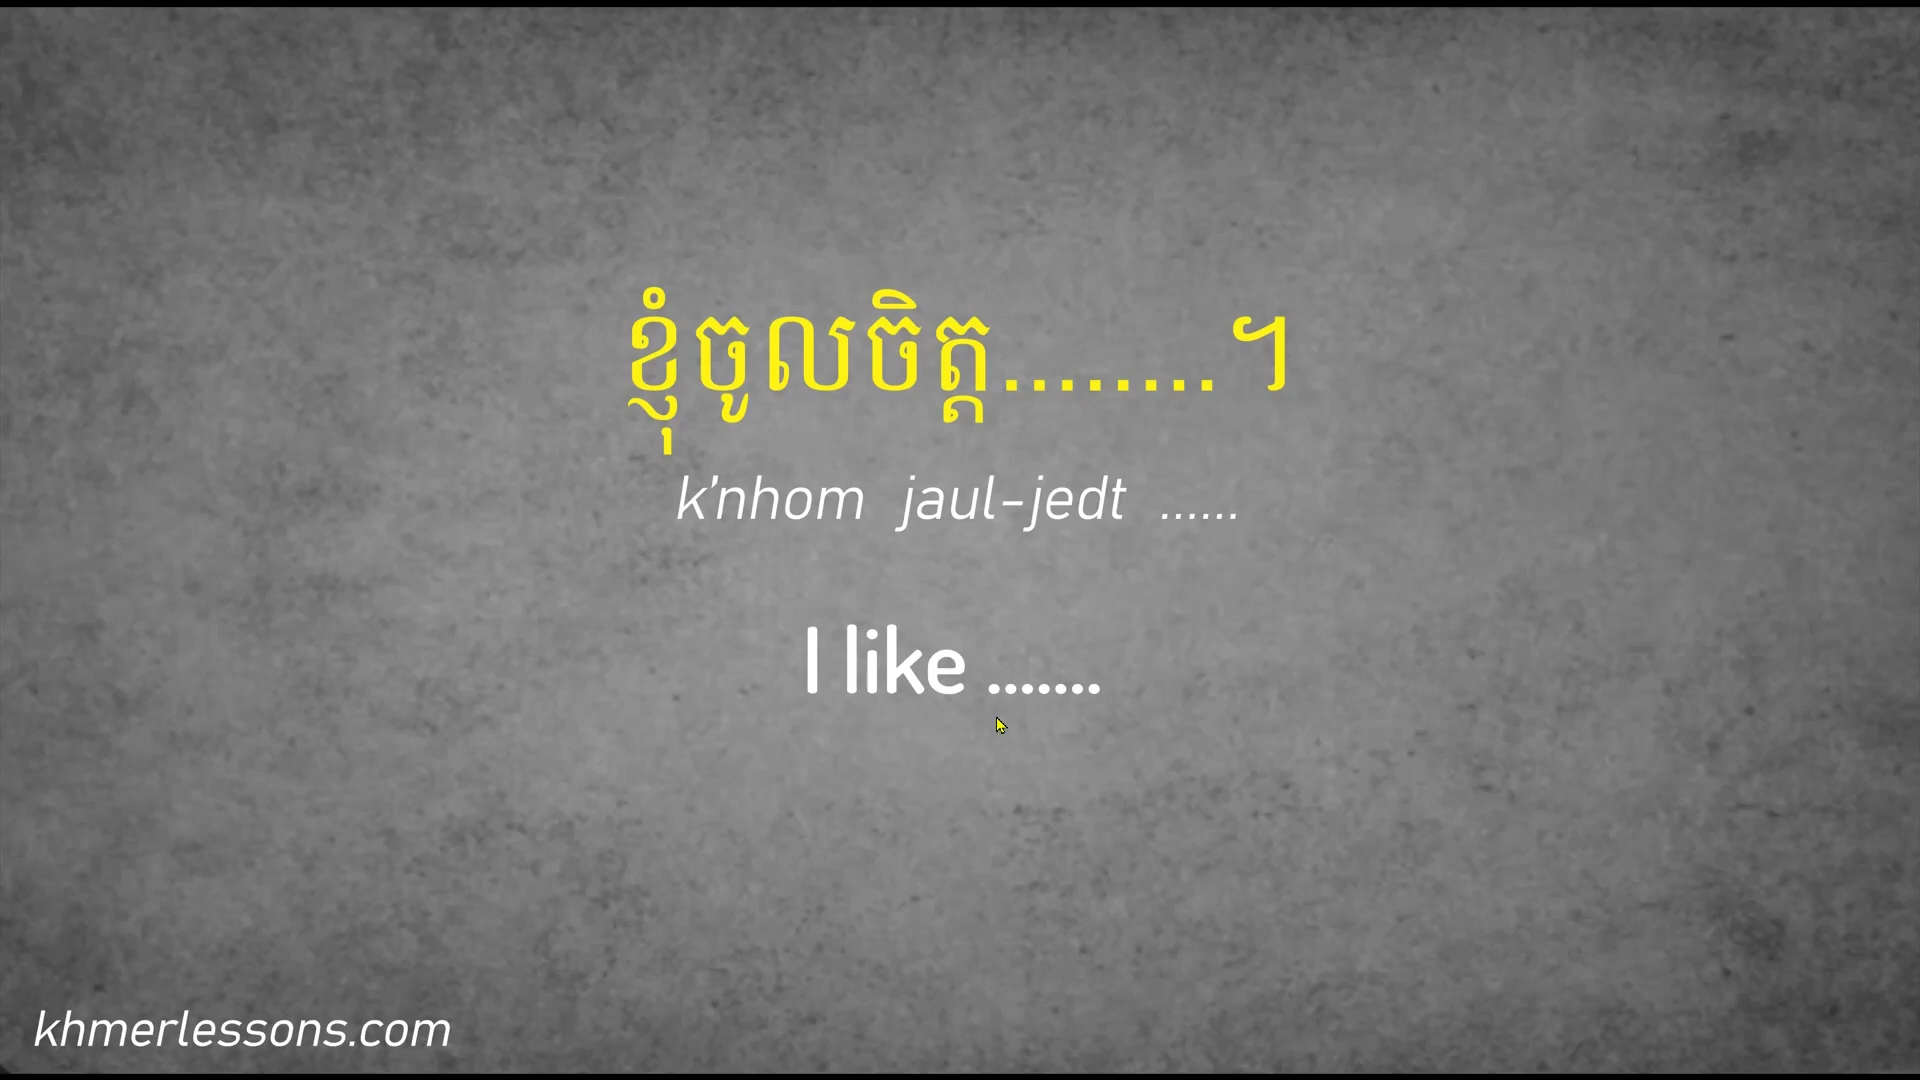 ខ្ញុំចូលចិត្ត........ ។
k'nhom jaul-jedt ......
I like .......
khmerlessons.com